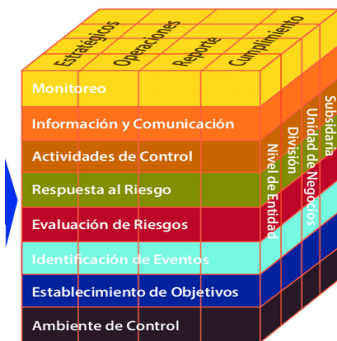 Estratégicos
Operaciones
Reporte
Cumplimiento
Monitoreo
Información y Comunicación
Actividades de Control
Respuesta al Riesgo
Evaluación de Riesgos
Identificación de Eventos
Establecimiento de Objetivos
Ambiente de Control
Nivel de Entidad
División
Unidad de Negocios
Subsidaria